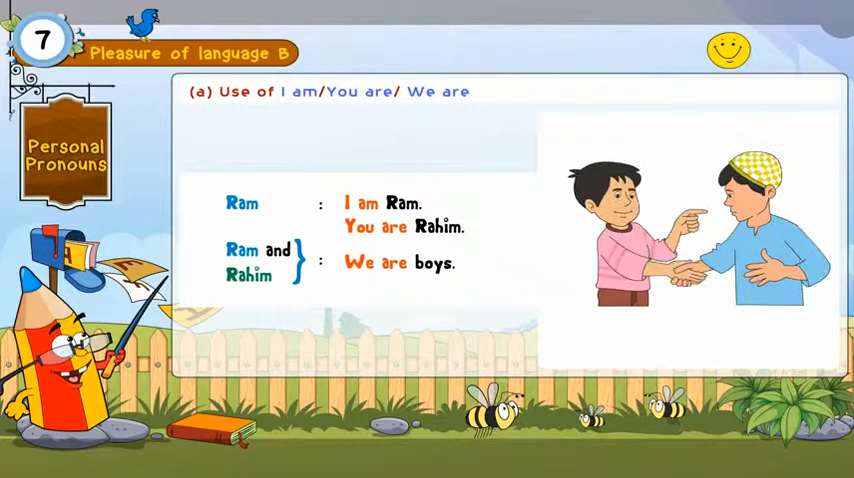 7
Pleasure of language B
(a) Use of I am/You are/ We are
Personal
Pronouns
Ram : I am Ram.
You are Rahim.
Ram and
Rahim } : We are boys.